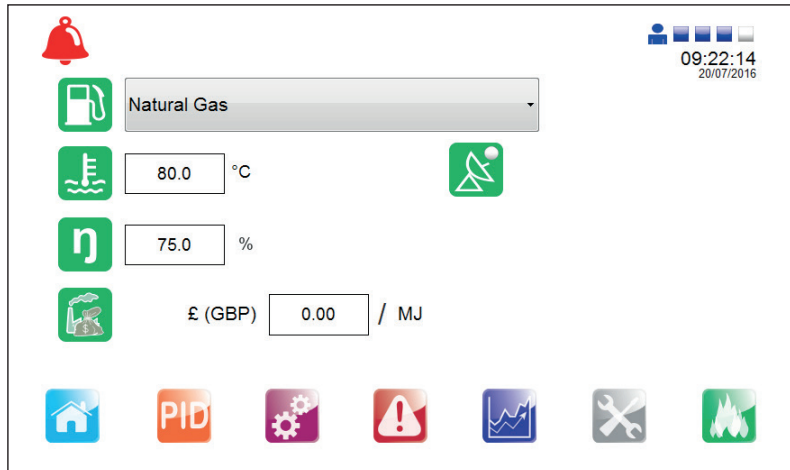 09:22:14
20/07/2016
Natural Gas
80.0 °C
η
75.0 %
$
£ (GBP) 0.00 / MJ
PID